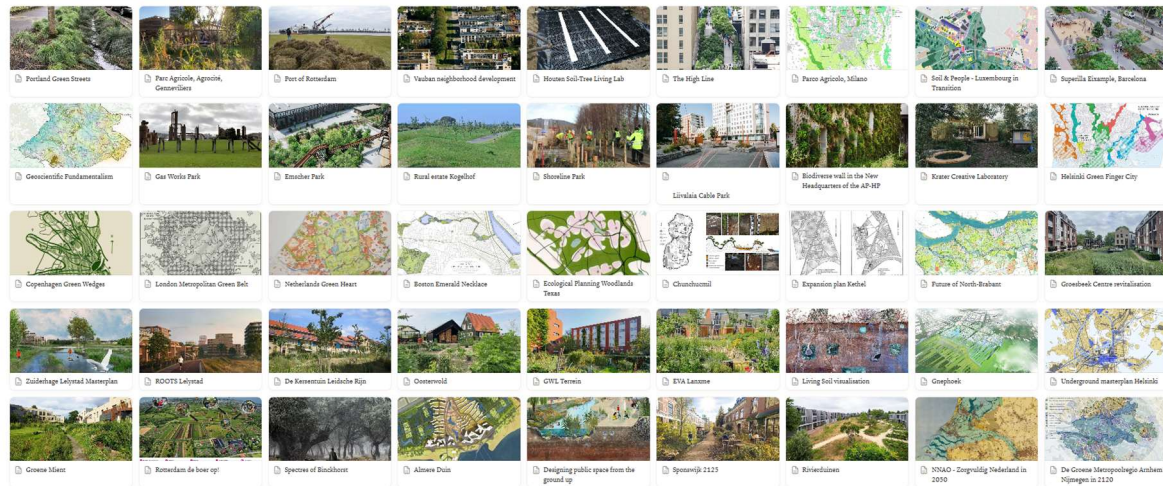 Portland Green Streets
Parc Agricole, Agrocité,
Gennevilliers
Port of Rotterdam
Vauban neighborhood development
Houten Soil-Tree Living Lab
The High Line
Parco Agricolo, Milano
Soil & People - Luxembourg in
Transition
Superilla Eixample, Barcelona
Geoscientific Fundamentalism
Gas Works Park
Emscher Park
Rural estate Kogelhof
Shoreline Park
Liivalaia Cable Park
Biodiverse wall in the New
Headquarters of the AP-HP
Krater Creative Laboratory
Helsinki Green Finger City
Copenhagen Green Wedges
London Metropolitan Green Belt
Netherlands Green Heart
Boston Emerald Necklace
Ecological Planning Woodlands
Texas
Chunchucmil
Expansion plan Kethel
Future of North-Brabant
Groesbeek Centre revitalisation
Zuiderhage Lelystad Masterplan
ROOTS Lelystad
De Kersentuin Leidsche Rijn
Oosterwold
GWL Terrein
EVA Lanxme
Living Soil visualisation
Gnephoek
Underground masterplan Helsinki
Groene Mient
Rotterdam de boer op!
Spectres of Binckhorst
Almere Duin
Designing public space from the
ground up
Sponswijk 2125
Rivierduinen
NNAO - Zorgvuldig Nederland in
2050
De Groene Metropoolregio Arnhem
Nijmegen in 2120